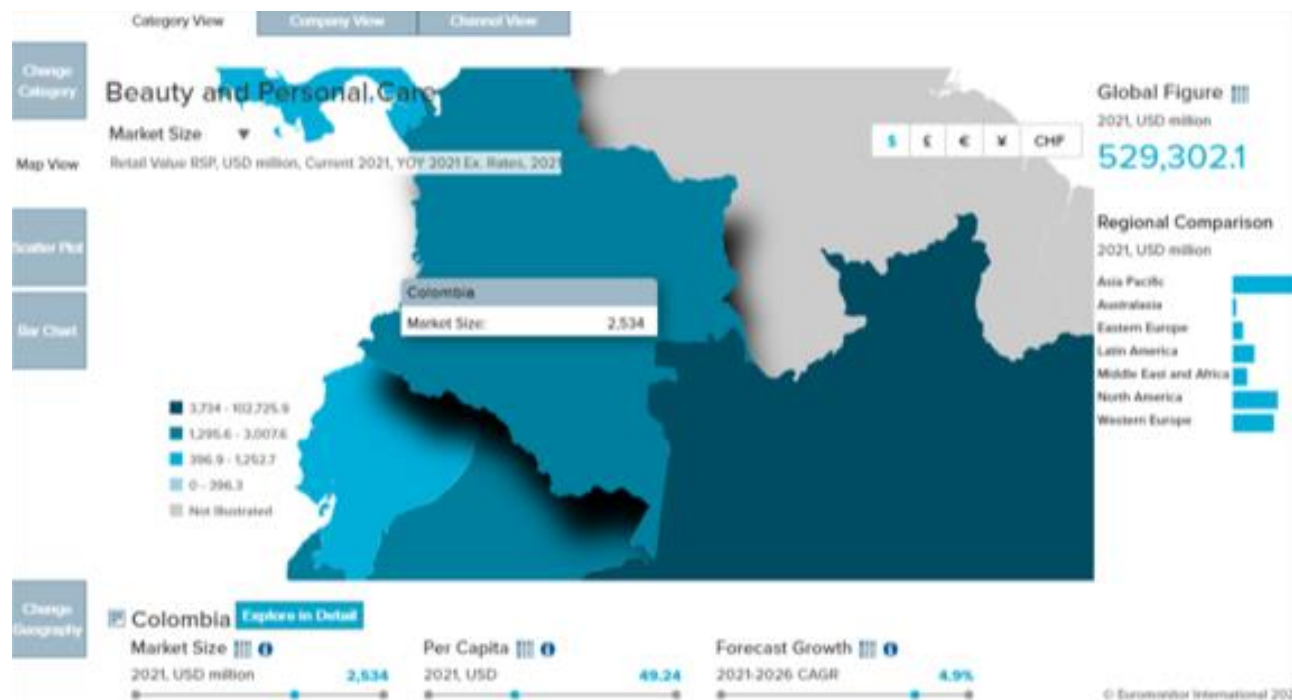 Category View
Company View
Channel View
Change
Category
Beauty and Personal Care
Market Size
Retail Value RSP, USD million, Current 2021, YOY 2021 Ex. Rates, 2021
$ £ € ¥ CHF
Map View
Scatter Plot
Bar Chart
Global Figure
2021, USD million
529,302.1
Regional Comparison
2021, USD million
Asia Pacific
Australasia
Eastern Europe
Latin America
Middle East and Africa
North America
Western Europe
Colombia
Market Size: 2,534
3,734 - 102,725.9
1,295.6 - 3,007.6
396.9 - 1,252.7
0 - 396.3
Not Illustrated
Change
Geography
Colombia Explore in Detail
Market Size
2021, USD million 2,534
Per Capita
2021, USD 49.24
Forecast Growth
2021-2026 CAGR 4.9%
© Euromonitor International 202